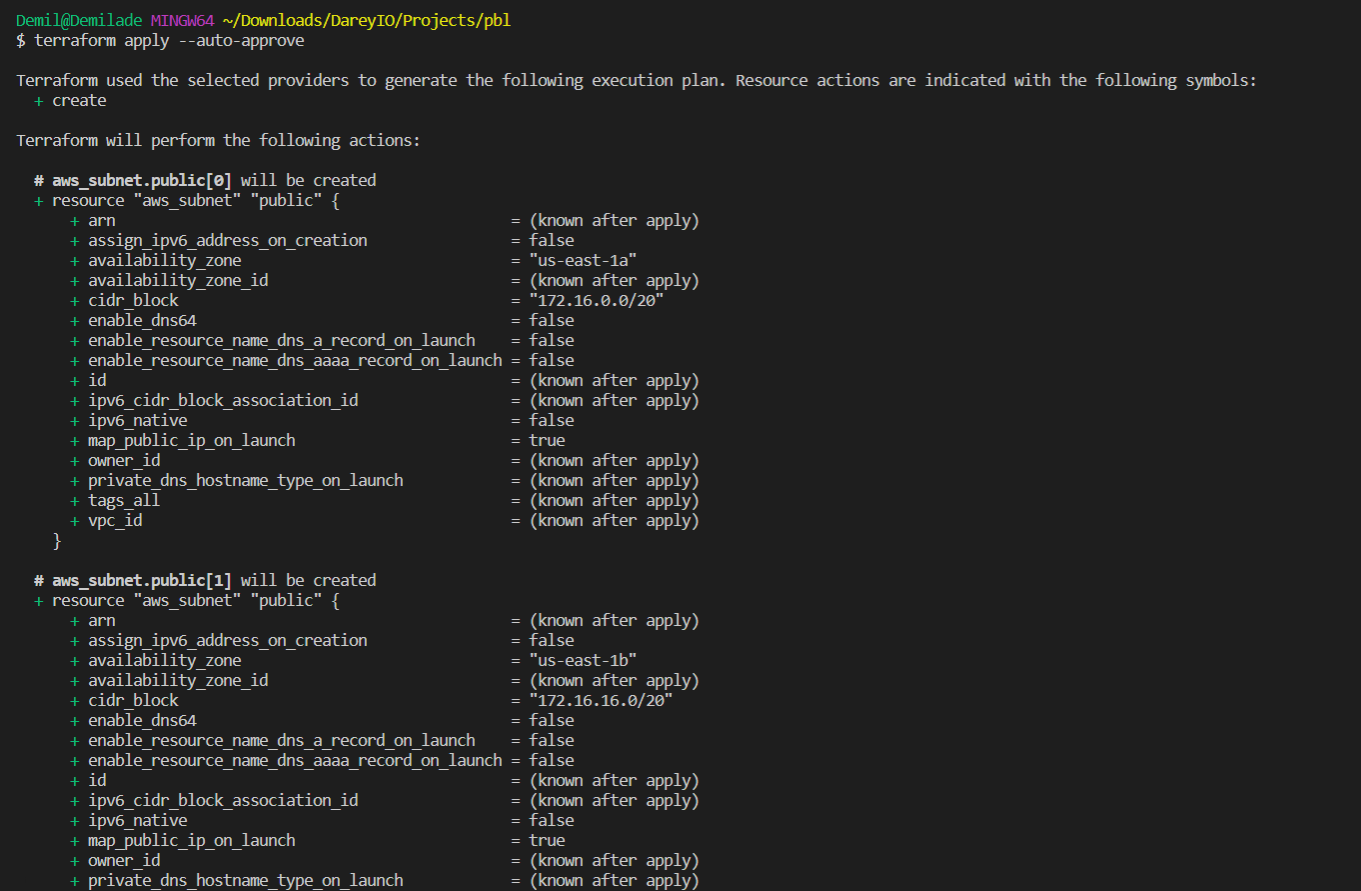 Demil@Demilade MINGW64 ~/Downloads/DareyIO/Projects/pbl
$ terraform apply --auto-approve
Terraform used the selected providers to generate the following execution plan. Resource actions are indicated with the following symbols:
+ create
Terraform will perform the following actions:
# aws_subnet.public[0] will be created
+ resource "aws_subnet" "public" {
+ arn = (known after apply)
+ assign_ipv6_address_on_creation = false
+ availability_zone = "us-east-1a"
+ availability_zone_id = (known after apply)
+ cidr_block = "172.16.0.0/20"
+ enable_dns64 = false
+ enable_resource_name_dns_a_record_on_launch = false
+ enable_resource_name_dns_aaaa_record_on_launch = false
+ id = (known after apply)
+ ipv6_cidr_block_association_id = (known after apply)
+ ipv6_native = false
+ map_public_ip_on_launch = true
+ owner_id = (known after apply)
+ private_dns_hostname_type_on_launch = (known after apply)
+ tags_all = (known after apply)
+ vpc_id = (known after apply)
}
# aws_subnet.public[1] will be created
+ resource "aws_subnet" "public" {
+ arn = (known after apply)
+ assign_ipv6_address_on_creation = false
+ availability_zone = "us-east-1b"
+ availability_zone_id = (known after apply)
+ cidr_block = "172.16.16.0/20"
+ enable_dns64 = false
+ enable_resource_name_dns_a_record_on_launch = false
+ enable_resource_name_dns_aaaa_record_on_launch = false
+ id = (known after apply)
+ ipv6_cidr_block_association_id = (known after apply)
+ ipv6_native = false
+ map_public_ip_on_launch = true
+ owner_id = (known after apply)
+ private_dns_hostname_type_on_launch = (known after apply)